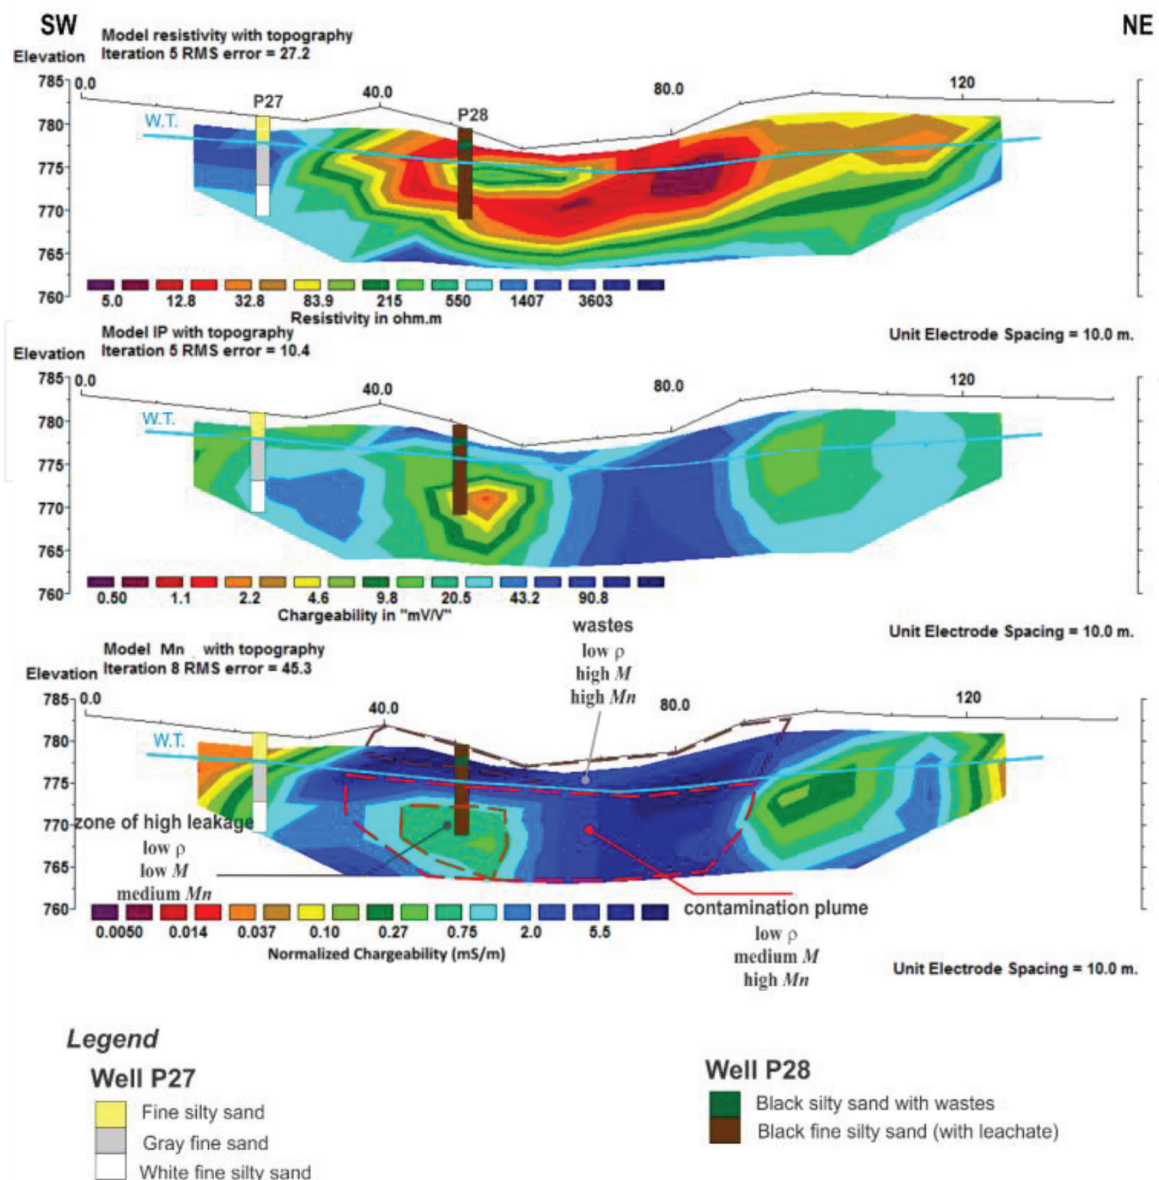 SW
NE
Model resistivity with topography
Elevation
Iteration 5 RMS error = 27.2
785
0.0
40.0
80.0
120
P27
P28
780
W.T.
775
770
765
760
5.0 12.8 32.8 83.9 215 550 1407 3603
Resistivity in ohm.m
Unit Electrode Spacing = 10.0 m.
Model IP with topography
Elevation
Iteration 5 RMS error = 10.4
785
0.0
40.0
80.0
120
780
W.T.
775
770
765
760
0.50 1.1 2.2 4.6 9.8 20.5 43.2 90.8
Chargeability in "mV/V"
Unit Electrode Spacing = 10.0 m.
wastes
low ρ
high M
high Mn
Model Mn with topography
Elevation
Iteration 8 RMS error = 45.3
785
0.0
40.0
80.0
120
780
W.T.
775
770
765
760
zone of high leakage
low ρ
low M
medium Mn
contamination plume
low ρ
medium M
high Mn
0.0050 0.014 0.037 0.10 0.27 0.75 2.0 5.5
Normalized Chargeability (mS/m)
Unit Electrode Spacing = 10.0 m.
Legend
Well P27
Fine silty sand
Gray fine sand
White fine silty sand
Well P28
Black silty sand with wastes
Black fine silty sand (with leachate)